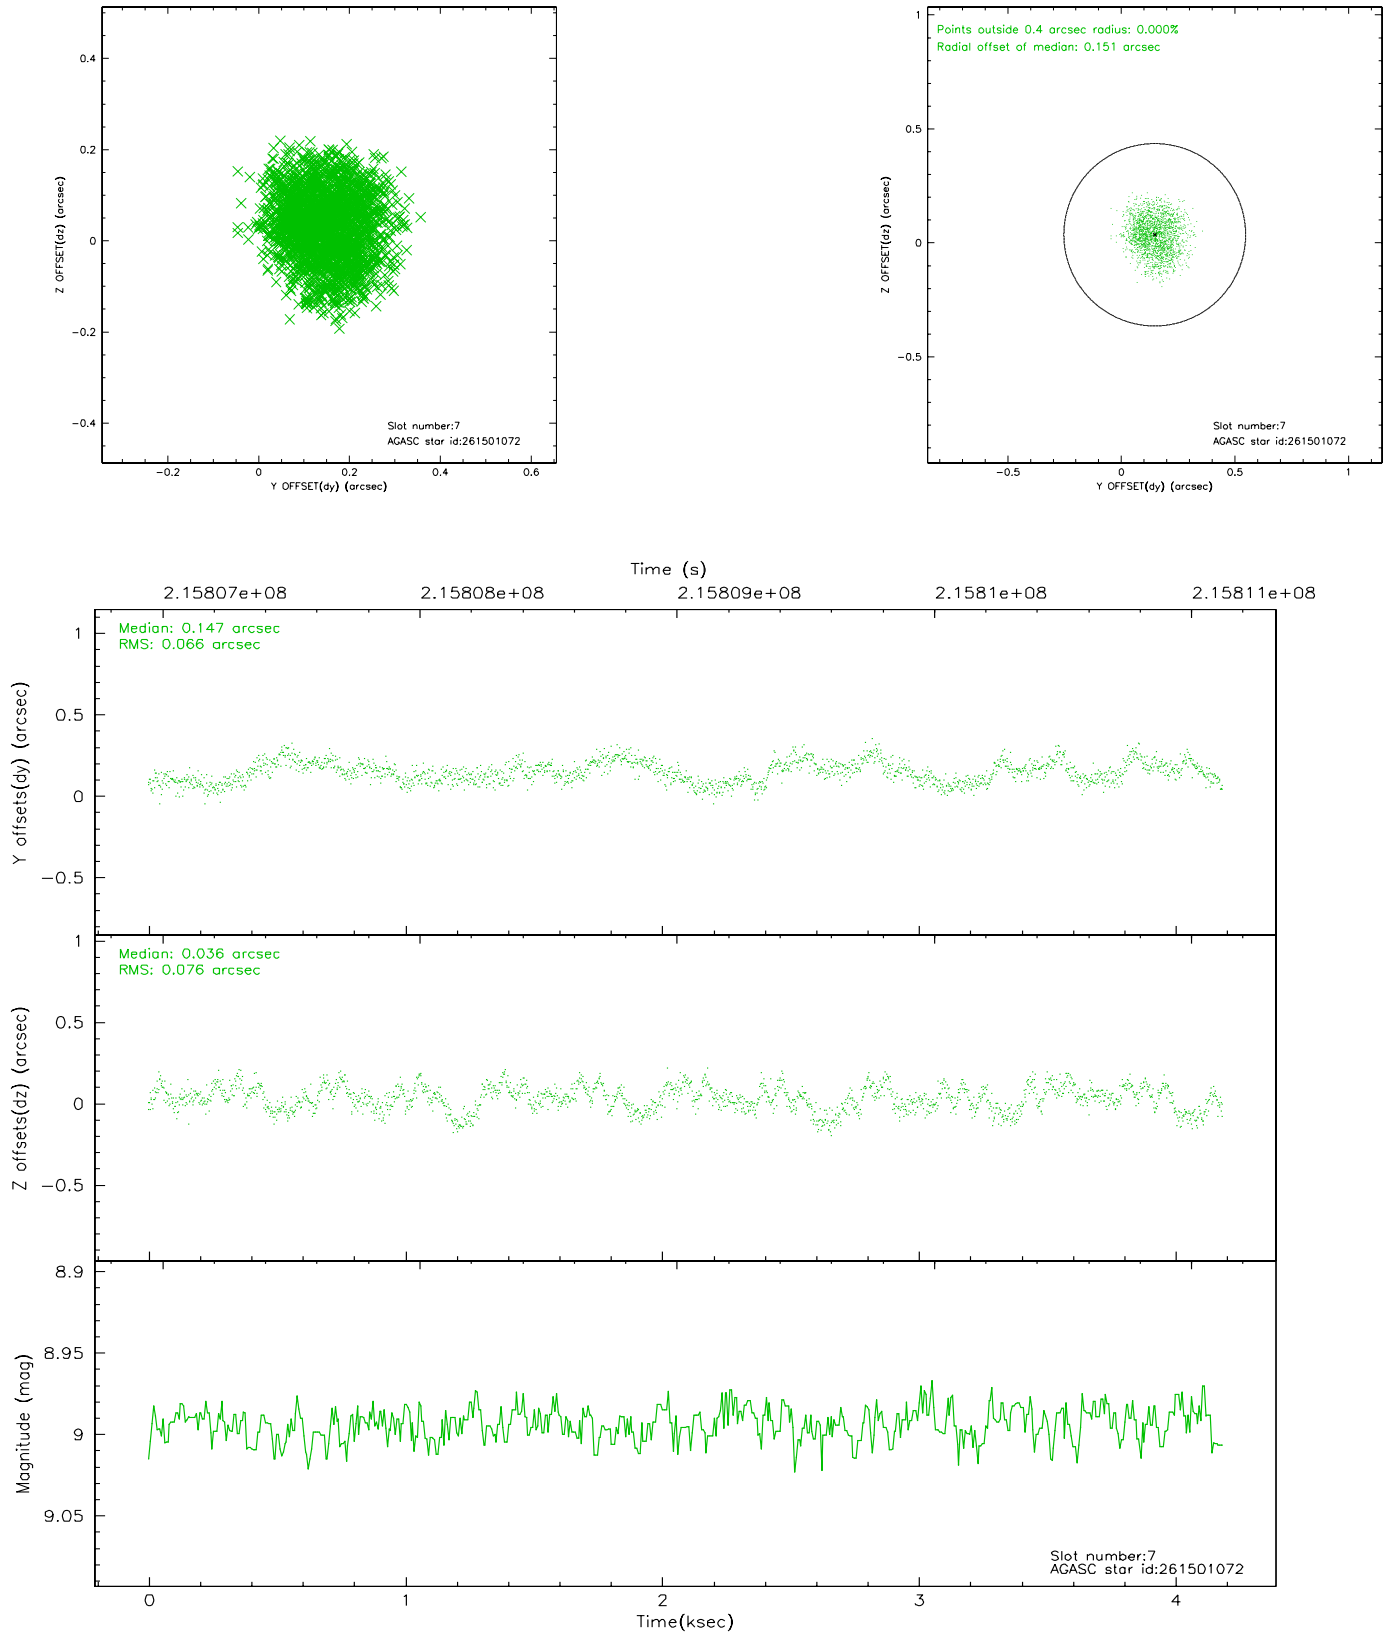 0.4
0.2
0
-0.2
-0.4
Z OFFSET(dz) (arcsec)
Slot number:7
AGASC star id:261501072
-0.2 0 0.2 0.4 0.6
Y OFFSET(dy) (arcsec)
Points outside 0.4 arcsec radius: 0.000%
Radial offset of median: 0.151 arcsec
1
0.5
0
-0.5
Z OFFSET(dz) (arcsec)
Slot number:7
AGASC star id:261501072
-0.5 0 0.5 1
Y OFFSET(dy) (arcsec)
Time (s)
2.15807e+08 2.15808e+08 2.15809e+08 2.1581e+08 2.15811e+08
Median: 0.147 arcsec
RMS: 0.066 arcsec
1
0.5
0
-0.5
Y offsets(dy) (arcsec)
Median: 0.036 arcsec
RMS: 0.076 arcsec
1
0.5
0
-0.5
Z offsets(dz) (arcsec)
8.9
8.95
9
9.05
Magnitude (mag)
Slot number:7
AGASC star id:261501072
0 1 2 3 4
Time(ksec)